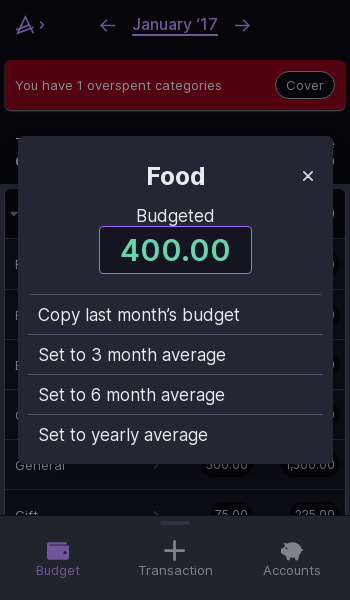 January ‘17
You have 1 overspent categories
Cover
Food
Budgeted
400.00
Copy last month’s budget
Set to 3 month average
Set to 6 month average
Set to yearly average
General 500.00 1,500.00
Gift 75.00 225.00
Budget Transaction Accounts